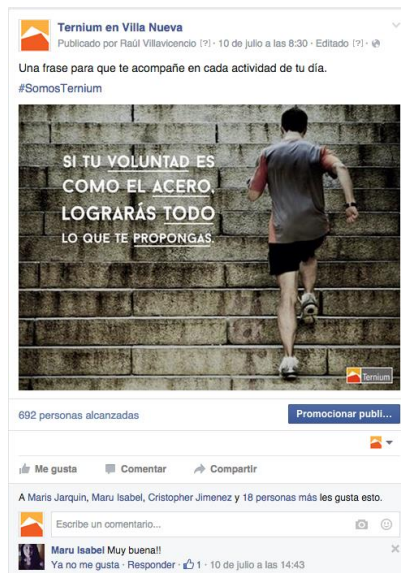 Ternium en Villa Nueva
Publicado por Raúl Villavicencio [?] · 10 de julio a las 8:30 · Editado [?] ·
Una frase para que te acompañe en cada actividad de tu día.
#SomosTernium
SI TU VOLUNTAD ES
COMO EL ACERO,
LOGRARÁS TODO
LO QUE TE PROPONGAS.
Ternium
692 personas alcanzadas
Promocionar publi...
Me gusta Comentar Compartir
A Maris Jarquin, Maru Isabel, Cristopher Jimenez y 18 personas más les gusta esto.
Escribe un comentario...
Maru Isabel Muy buena!!
Ya no me gusta · Responder · 1 · 10 de julio a las 14:43